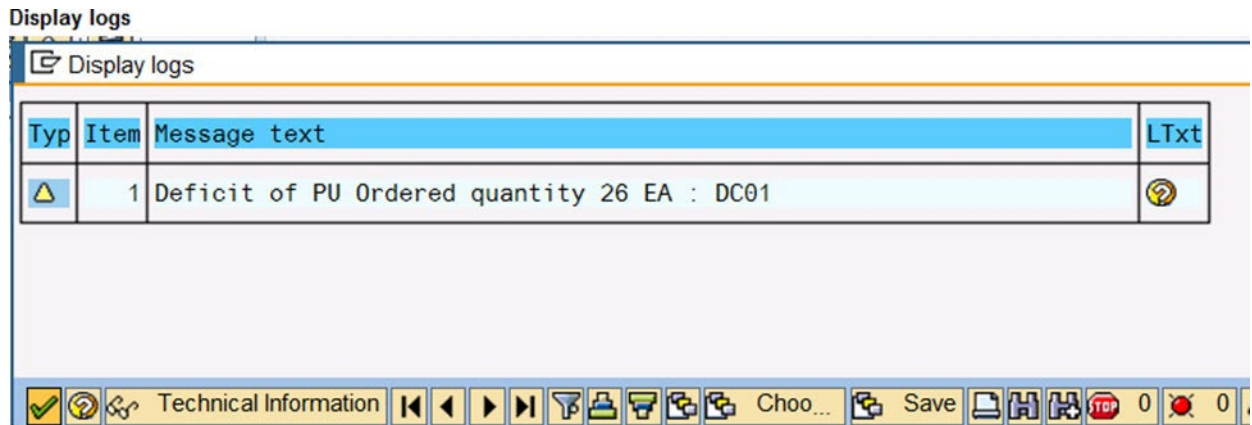 Display logs
Display logs
Typ Item Message text LTxt
1 Deficit of PU Ordered quantity 26 EA : DC01
Technical Information Choo... Save STOP 0 0